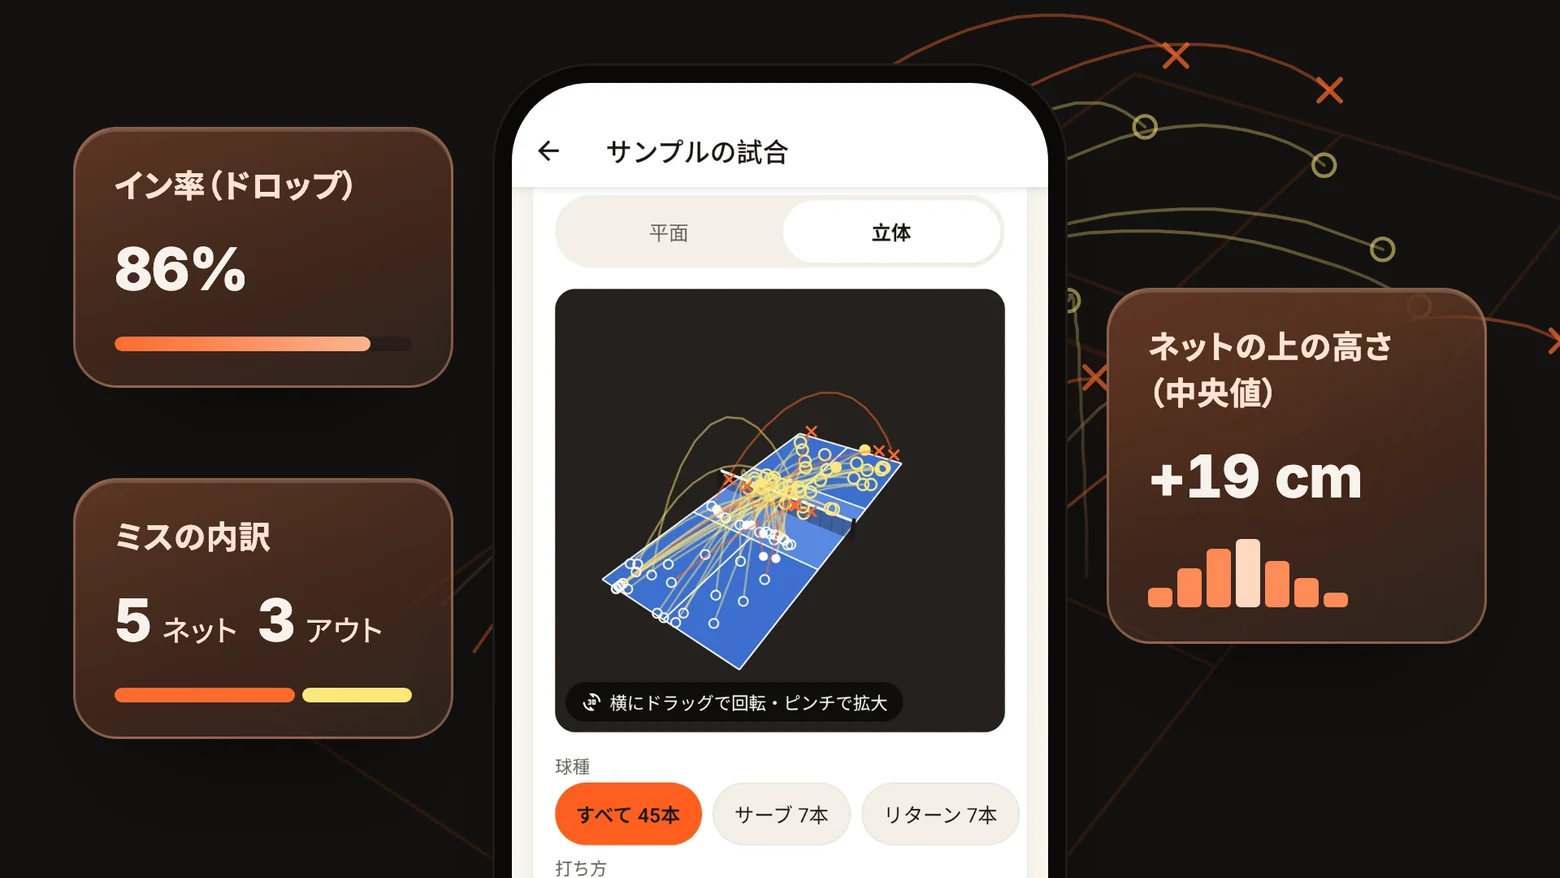 イン率（ドロップ）
86%
ミスの内訳
5 ネット 3 アウト
サンプルの試合
平面 立体
横にドラッグで回転・ピンチで拡大
球種
すべて 45本 サーブ 7本 リターン 7本
打ち方
ネットの上の高さ
（中央値）
+19 cm